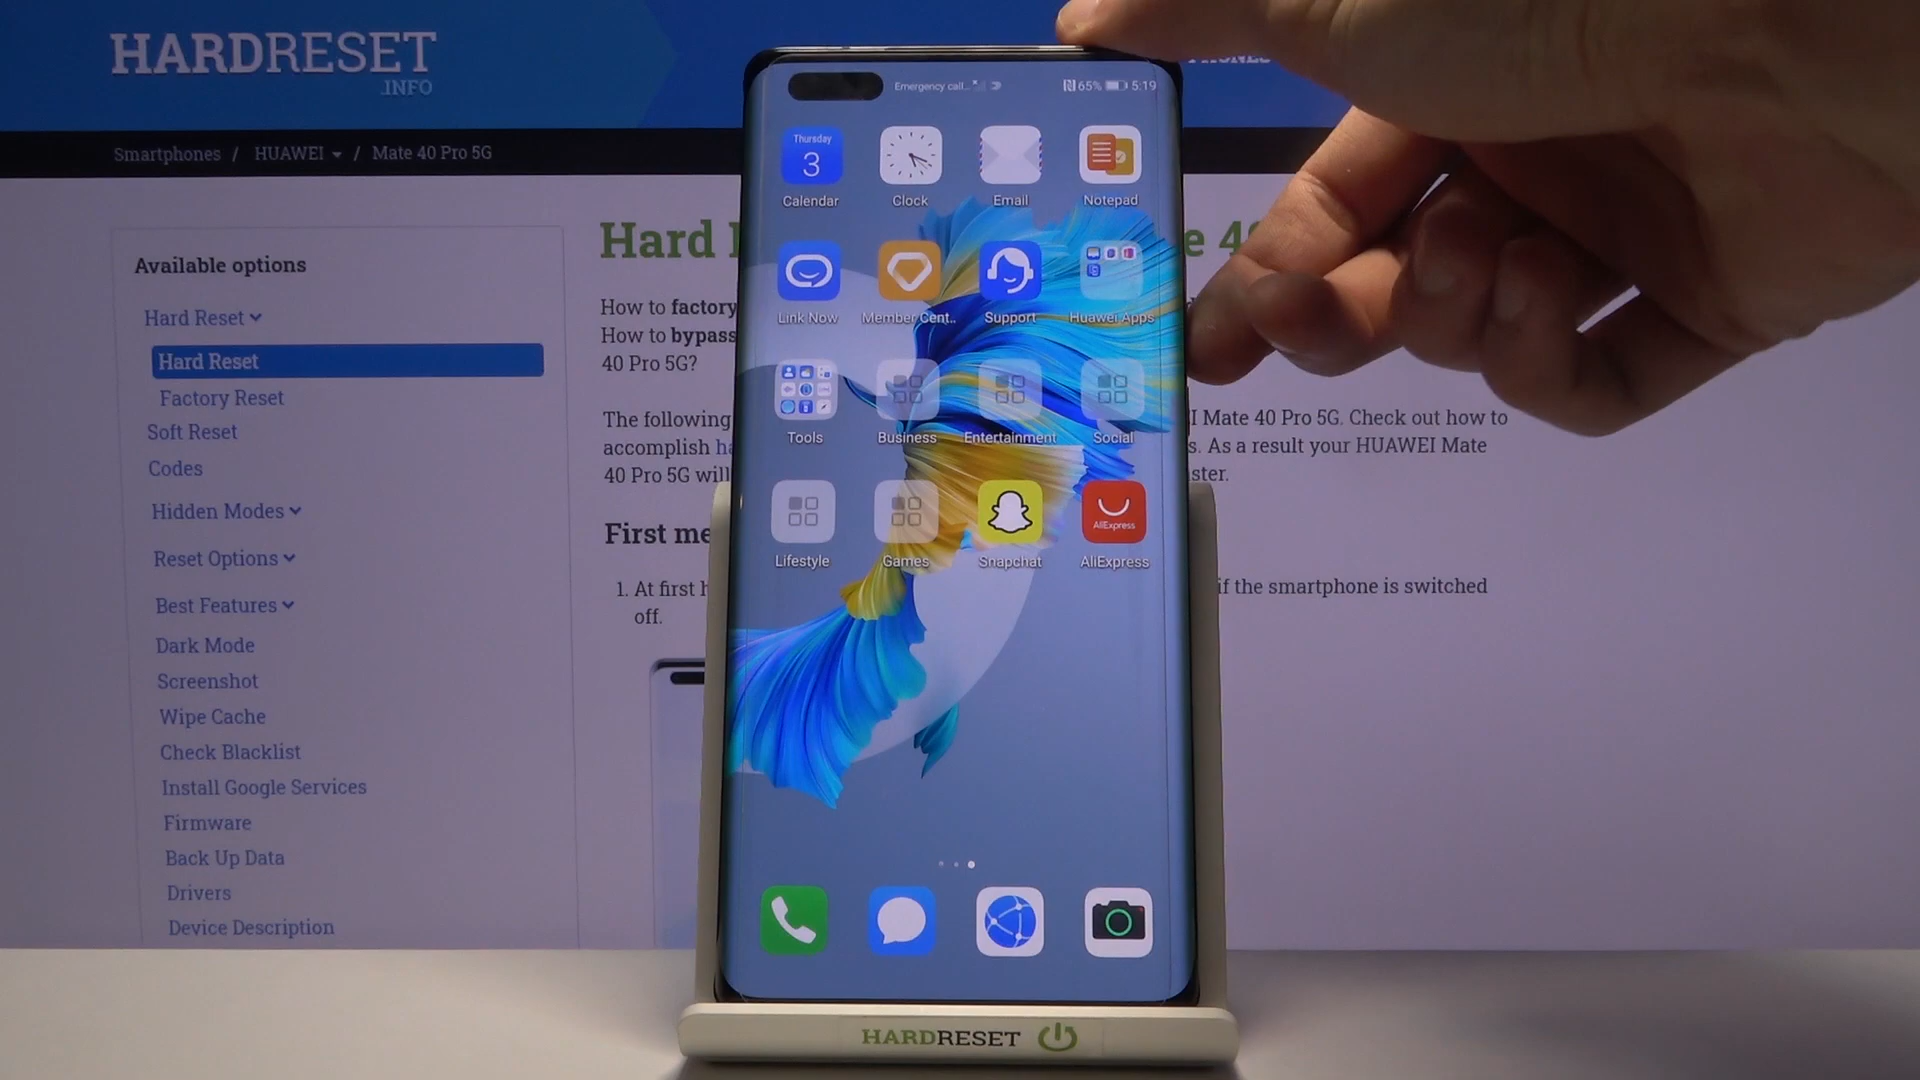 HARDRESET
.INFO
Smartphones / HUAWEI / Mate 40 Pro 5G
Available options
Hard Reset
Hard Reset
Factory Reset
Soft Reset
Codes
Hidden Modes
Reset Options
Best Features
Dark Mode
Screenshot
Wipe Cache
Check Blacklist
Install Google Services
Firmware
Back Up Data
Drivers
Device Description
Hard
e 4
How to factory
How to bypass
40 Pro 5G?
The following
I Mate 40 Pro 5G. Check out how to
accomplish
s. As a result your HUAWEI Mate
40 Pro 5G will
ster.
First me
1. At first h
if the smartphone is switched
off.
Emergency call...
65% 5:19
Thursday
3
Calendar
Clock
Email
Notepad
Link Now
Member Cent..
Support
Huawei Apps
Tools
Business
Entertainment
Social
AliExpress
Lifestyle
Games
Snapchat
AliExpress
HARDRESET